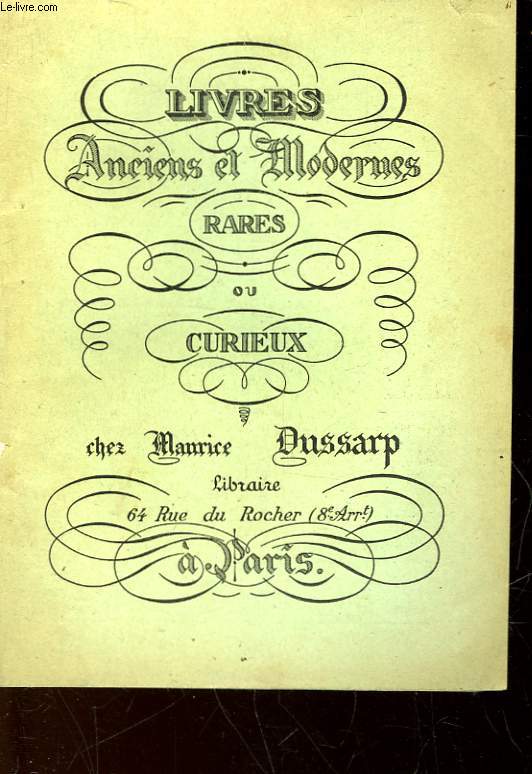 Le-livre.com
LIVRES
Anciens et Modernes
RARES
OU
CURIEUX
chez Maurice Dussarp
Libraire
64 Rue du Rocher (8e Arrt)
à Paris.